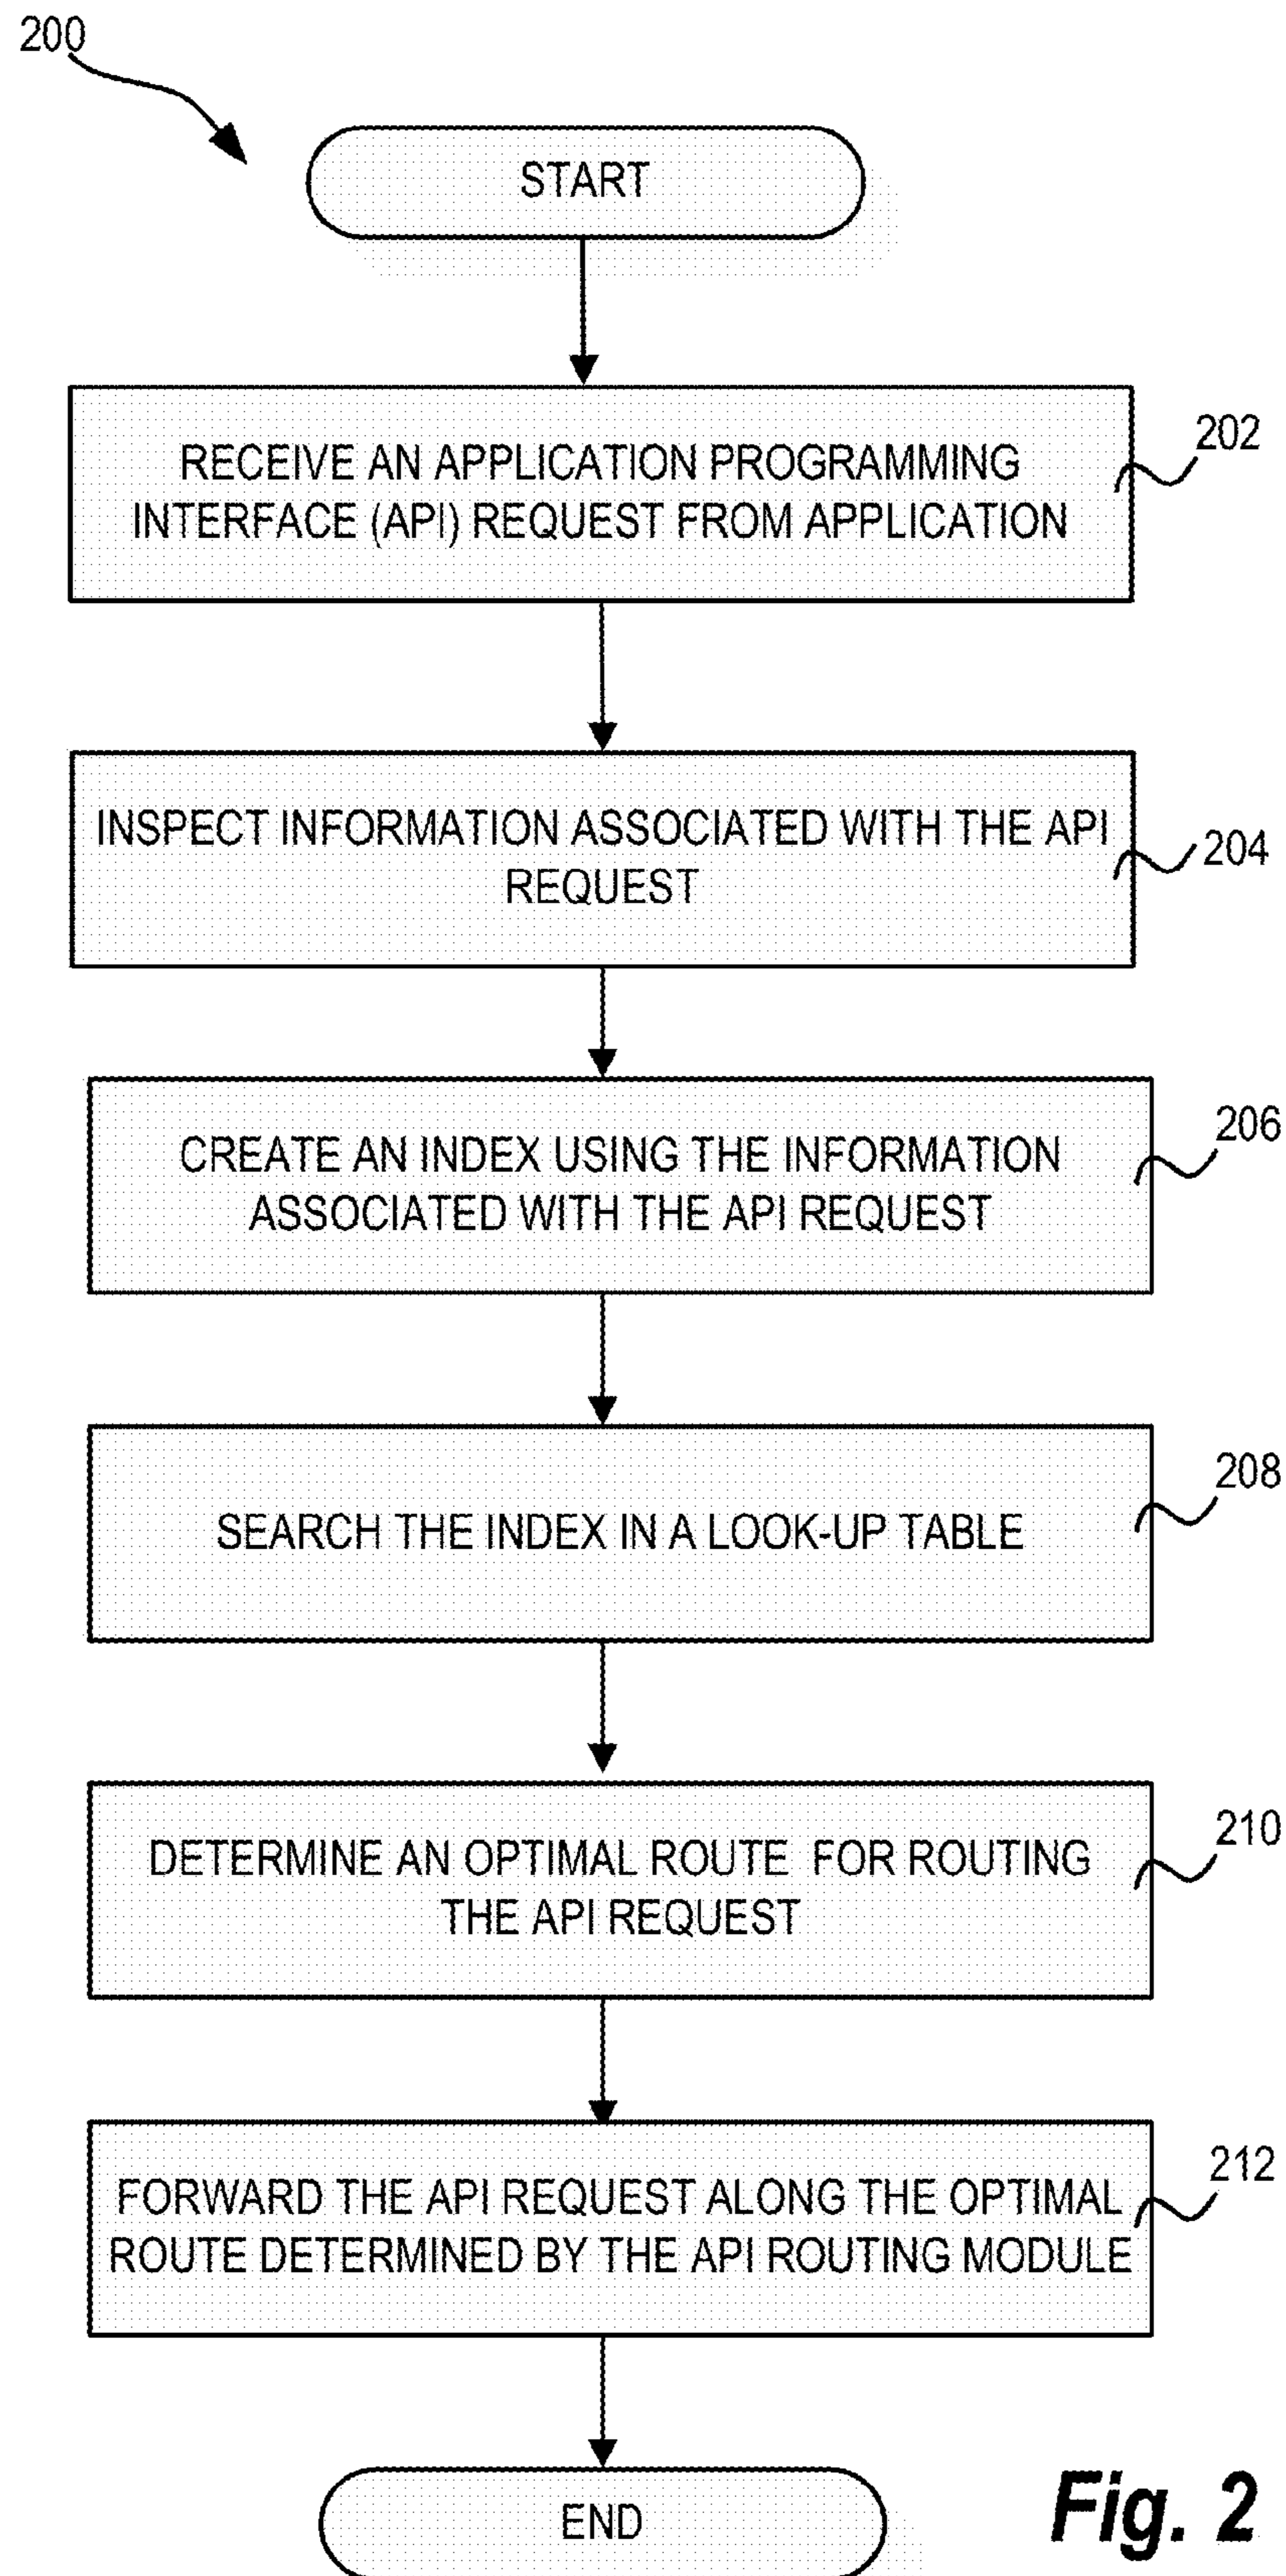 200
START
RECEIVE AN APPLICATION PROGRAMMING
INTERFACE (API) REQUEST FROM APPLICATION
202
INSPECT INFORMATION ASSOCIATED WITH THE API
REQUEST
204
CREATE AN INDEX USING THE INFORMATION
ASSOCIATED WITH THE API REQUEST
206
SEARCH THE INDEX IN A LOOK-UP TABLE
208
DETERMINE AN OPTIMAL ROUTE FOR ROUTING
THE API REQUEST
210
FORWARD THE API REQUEST ALONG THE OPTIMAL
ROUTE DETERMINED BY THE API ROUTING MODULE
212
END
Fig. 2